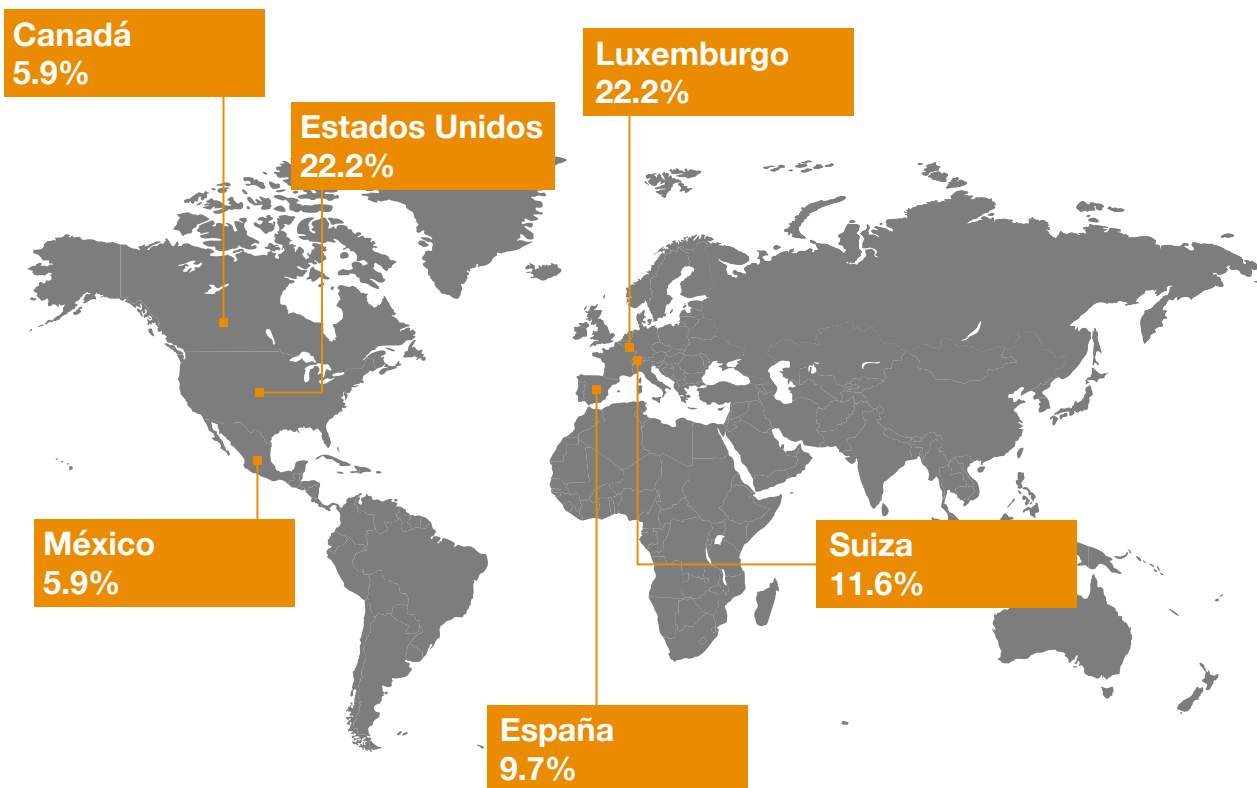 Canadá
5.9%
Luxemburgo
22.2%
Estados Unidos
22.2%
México
5.9%
Suiza
11.6%
España
9.7%